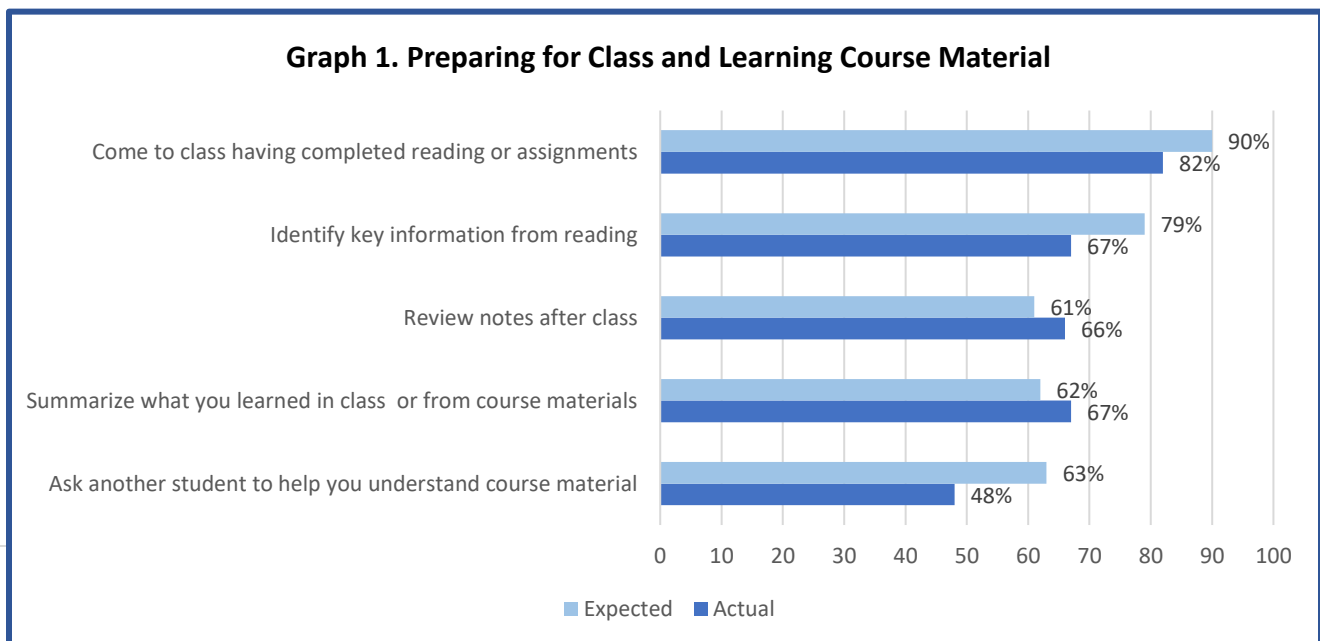 Graph 1. Preparing for Class and Learning Course Material
Come to class having completed reading or assignments
90%
82%
Identify key information from reading
79%
67%
Review notes after class
61%
66%
Summarize what you learned in class  or from course materials
62%
67%
Ask another student to help you understand course material
63%
48%
0 10 20 30 40 50 60 70 80 90 100
Expected Actual